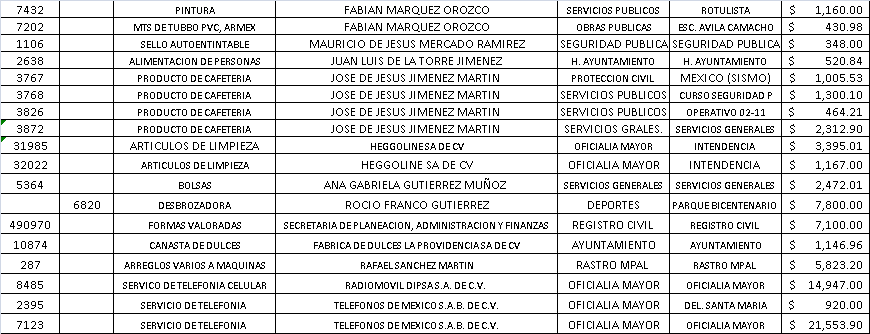 7432 PINTURA FABIAN MARQUEZ OROZCO SERVICIOS PUBLICOS ROTULISTA $ 1,160.00
7202 MTS DE TUBBO PVC, ARMEX FABIAN MARQUEZ OROZCO OBRAS PUBLICAS ESC. AVILA CAMACHO $ 430.98
1106 SELLO AUTOENTINTABLE MAURICIO DE JESUS MERCADO RAMIREZ SEGURIDAD PUBLICA SEGURIDAD PUBLICA $ 348.00
2638 ALIMENTACION DE PERSONAS JUAN LUIS DE LA TORRE JIMENEZ H. AYUNTAMIENTO H. AYUNTAMIENTO $ 520.84
3767 PRODUCTO DE CAFETERIA JOSE DE JESUS JIMENEZ MARTIN PROTECCION CIVIL MEXICO (SISMO) $ 1,005.53
3768 PRODUCTO DE CAFETERIA JOSE DE JESUS JIMENEZ MARTIN SERVICIOS PUBLICOS CURSO SEGURIDAD P $ 1,300.10
3826 PRODUCTO DE CAFETERIA JOSE DE JESUS JIMENEZ MARTIN SERVICIOS PUBLICOS OPERATIVO 02-11 $ 464.21
3872 PRODUCTO DE CAFETERIA JOSE DE JESUS JIMENEZ MARTIN SERVICIOS GRALES. SERVICIOS GENERALES $ 2,312.90
31985 ARTICULOS DE LIMPIEZA HEGGOLINE SA DE CV OFICIALIA MAYOR INTENDENCIA $ 3,395.01
32022 ARTICULOS DE LIMPIEZA HEGGOLINE SA DE CV OFICIALIA MAYOR INTENDENCIA $ 1,167.00
5364 BOLSAS ANA GABRIELA GUTIERREZ MUÑOZ SERVICIOS GENERALES SERVICIOS GENERALES $ 2,472.01
6820 DESBROZADORA ROCIO FRANCO GUTIERREZ DEPORTES PARQUE BICENTENARIO $ 7,800.00
490970 FORMAS VALORADAS SECRETARIA DE PLANEACION, ADMINISTRACION Y FINANZAS REGISTRO CIVIL REGISTRO CIVIL $ 7,100.00
10874 CANASTA DE DULCES FABRICA DE DULCES LA PROVIDENCIA SA DE CV AYUNTAMIENTO AYUNTAMIENTO $ 1,146.96
287 ARREGLOS VARIOS A MAQUINAS RAFAEL SANCHEZ MARTIN RASTRO MPAL RASTRO MPAL $ 5,823.20
8485 SERVICO DE TELEFONIA CELULAR RADIOMOVIL DIPSA S.A. DE C.V. OFICIALIA MAYOR OFICIALIA MAYOR $ 14,947.00
2395 SERVICIO DE TELEFONIA TELEFONOS DE MEXICO S.A.B. DE C.V. OFICIALIA MAYOR DEL. SANTA MARIA $ 920.00
7123 SERVICIO DE TELEFONIA TELEFONOS DE MEXICO S.A.B. DE C.V. OFICIALIA MAYOR OFICIALIA MAYOR $ 21,553.90